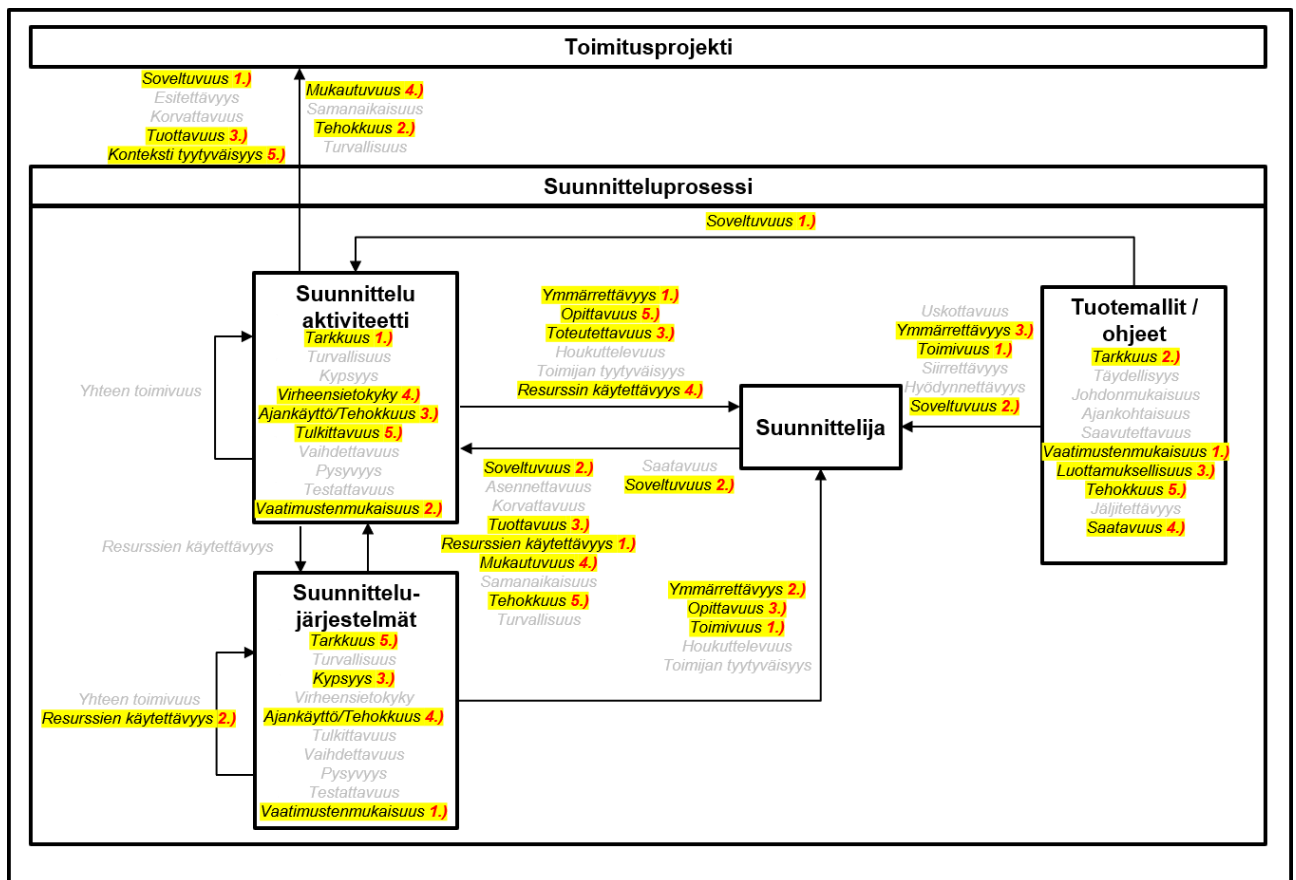 Toimitusprojekti
Soveltuvuus 1.)
Esitettävyys
Korvattavuus
Tuottavuus 3.)
Konteksti tyytyväisyys 5.)
Mukautuvuus 4.)
Samanaikaisuus
Tehokkuus 2.)
Turvallisuus
Suunnitteluprosessi
Soveltuvuus 1.)
Suunnittelu
aktiviteetti
Tarkkuus 1.)
Turvallisuus
Kypsyys
Virheensietokyky 4.)
Ajankäyttö/Tehokkuus 3.)
Tulkittavuus 5.)
Vaihdettavuus
Pysyvyys
Testattavuus
Vaatimustenmukaisuus 2.)
Yhteen toimivuus
Ymmärrettävyys 1.)
Opittavuus 5.)
Toteutettavuus 3.)
Houkuttelevuus
Toimijan tyytyväisyys
Resurssin käytettävyys 4.)
Suunnittelija
Uskottavuus
Ymmärrettävyys 3.)
Toimivuus 1.)
Siirrettävyys
Hyödynnettävyys
Soveltuvuus 2.)
Tuotemallit /
ohjeet
Tarkkuus 2.)
Täydellisyys
Johdonmukaisuus
Ajankohtaisuus
Saavutettavuus
Vaatimustenmukaisuus 1.)
Luottamuksellisuus 3.)
Tehokkuus 5.)
Jäljitettävyys
Saatavuus 4.)
Soveltuvuus 2.)
Asennettavuus
Korvattavuus
Tuottavuus 3.)
Resurssien käytettävyys 1.)
Mukautuvuus 4.)
Samanaikaisuus
Tehokkuus 5.)
Turvallisuus
Saatavuus
Soveltuvuus 2.)
Resurssien käytettävyys
Suunnittelu-
järjestelmät
Tarkkuus 5.)
Turvallisuus
Kypsyys 3.)
Virheensietokyky
Ajankäyttö/Tehokkuus 4.)
Tulkittavuus
Vaihdettavuus
Pysyvyys
Testattavuus
Vaatimustenmukaisuus 1.)
Yhteen toimivuus
Resurssien käytettävyys 2.)
Ymmärrettävyys 2.)
Opittavuus 3.)
Toimivuus 1.)
Houkuttelevuus
Toimijan tyytyväisyys